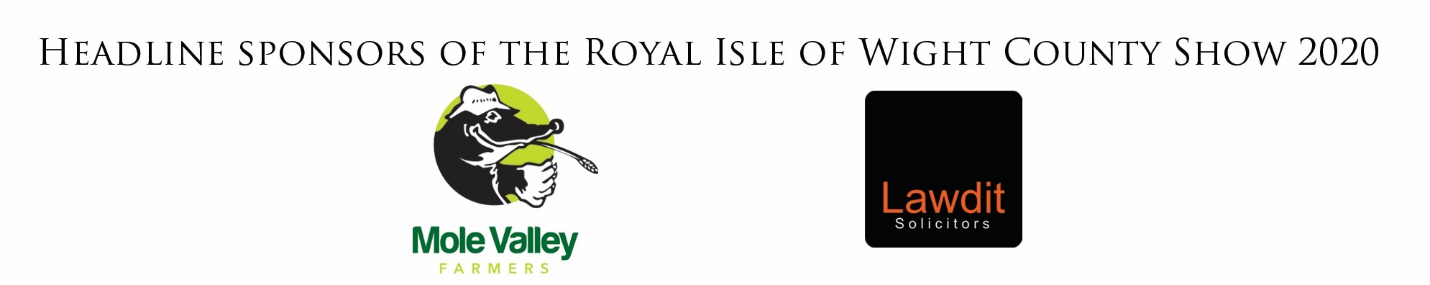 Headline sponsors of the Royal Isle of Wight County Show 2020
Mole Valley
FARMERS
Lawdit
Solicitors